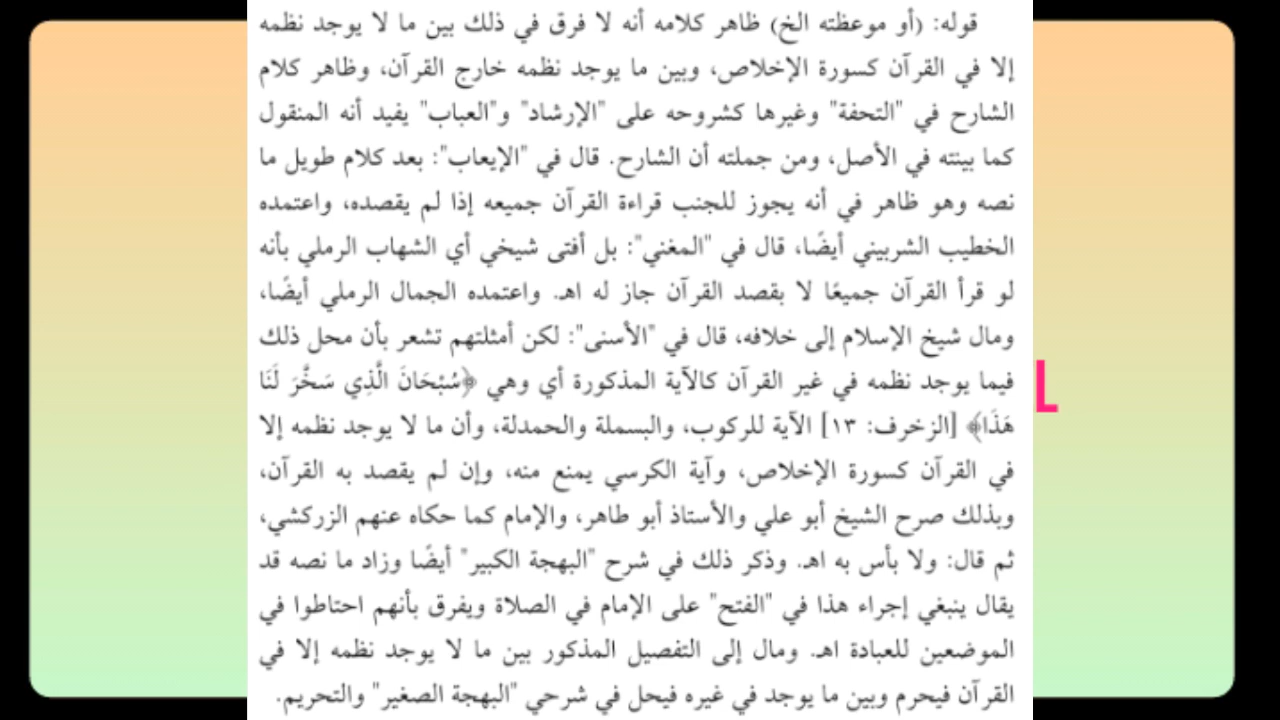 قوله: (أو موعظته الخ) ظاهر كلامه أنه لا فرق في ذلك بين ما لا يوجد نظمه
إلا في القرآن كسورة الإخلاص، وبين ما يوجد نظمه خارج القرآن، وظاهر كلام
الشارح في "التحفة" وغيرها كشروحه على "الإرشاد" و"العباب" يفيد أنه المنقول
كما بينته في الأصل، ومن جملته أن الشارح. قال في "الإيعاب": بعد كلام طويل ما
نصه وهو ظاهر في أنه يجوز للجنب قراءة القرآن جميعه إذا لم يقصده، واعتمده
الخطيب الشربيني أيضًا، قال في "المغني": بل أفتى شيخي أي الشهاب الرملي بأنه
لو قرأ القرآن جميعًا لا بقصد القرآن جاز له اهـ. واعتمده الجمال الرملي أيضًا،
ومال شيخ الإسلام إلى خلافه، قال في "الأسنى": لكن أمثلتهم تشعر بأن محل ذلك
فيما يوجد نظمه في غير القرآن كالآية المذكورة أي وهي ﴿سُبْحَانَ الَّذِي سَخَّرَ لَنَا
هَذَا﴾ [الزخرف: ١٣] الآية للركوب، والبسملة والحمدلة، وأن ما لا يوجد نظمه إلا
في القرآن كسورة الإخلاص، وآية الكرسي يمنع منه، وإن لم يقصد به القرآن،
وبذلك صرح الشيخ أبو علي والأستاذ أبو طاهر، والإمام كما حكاه عنهم الزركشي،
ثم قال: ولا بأس به اهـ. وذكر ذلك في شرح "البهجة الكبير" أيضًا وزاد ما نصه قد
يقال ينبغي إجراء هذا في "الفتح" على الإمام في الصلاة ويفرق بأنهم احتاطوا في
الموضعين للعبادة اهـ. ومال إلى التفصيل المذكور بين ما لا يوجد نظمه إلا في
القرآن فيحرم وبين ما يوجد في غيره فيحل في شرحي "البهجة الصغير" والتحريم.
L